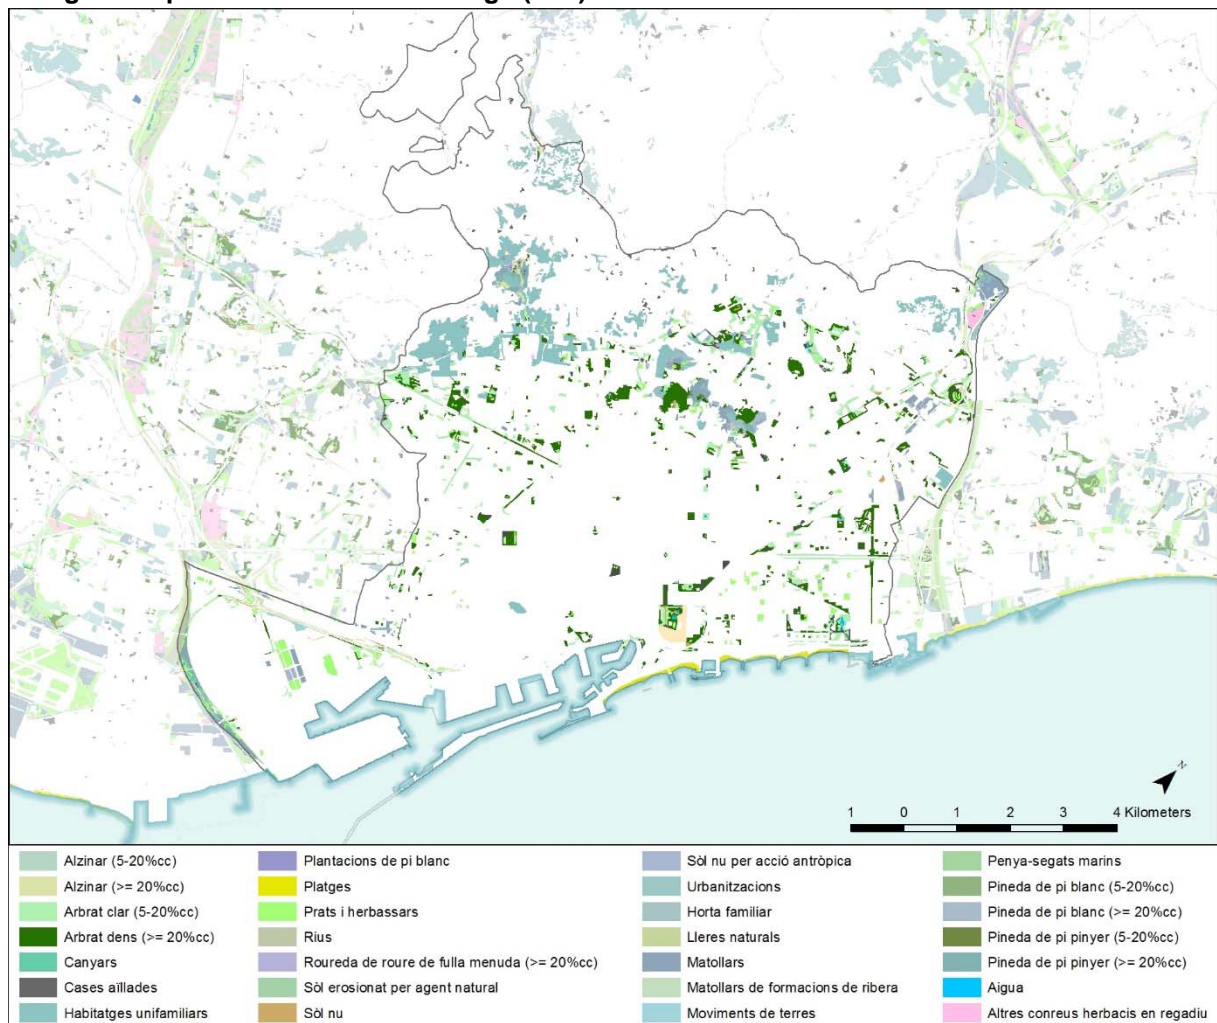 N
1 0 1 2 3 4 Kilometers
Alzinar (5-20%cc)
Alzinar (>= 20%cc)
Arbrat clar (5-20%cc)
Arbrat dens (>= 20%cc)
Canyars
Cases aïllades
Habitatges unifamiliars
Plantacions de pi blanc
Platges
Prats i herbassars
Rius
Roureda de roure de fulla menuda (>= 20%cc)
Sòl erosionat per agent natural
Sòl nu
Sòl nu per acció antròpica
Urbanitzacions
Horta familiar
Lleres naturals
Matollars
Matollars de formacions de ribera
Moviments de terres
Penya-segats marins
Pineda de pi blanc (5-20%cc)
Pineda de pi blanc (>= 20%cc)
Pineda de pi pinyer (5-20%cc)
Pineda de pi pinyer (>= 20%cc)
Aigua
Altres conreus herbacis en regadiu